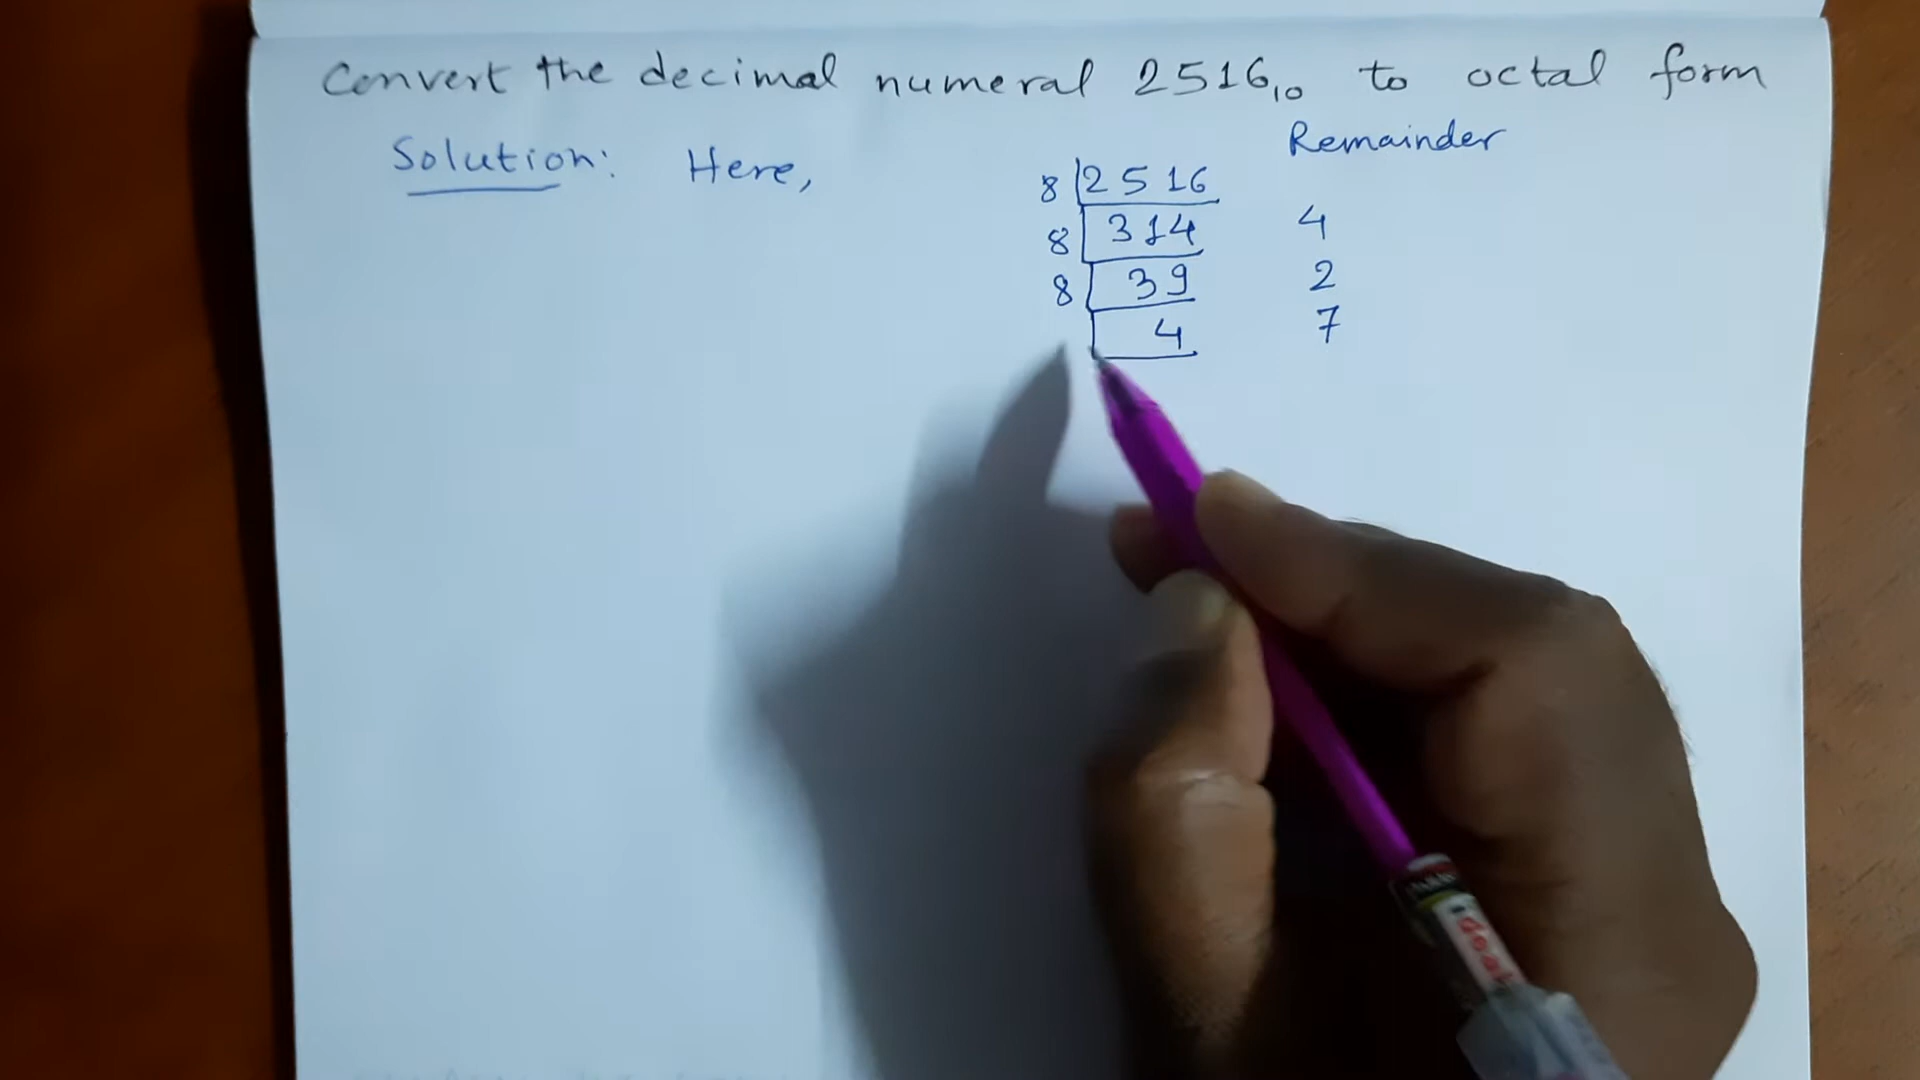 Convert the decimal numeral 2516₁₀ to octal form
Solution: Here,
Remainder
8 2516
8 314 4
8 39 2
4 7